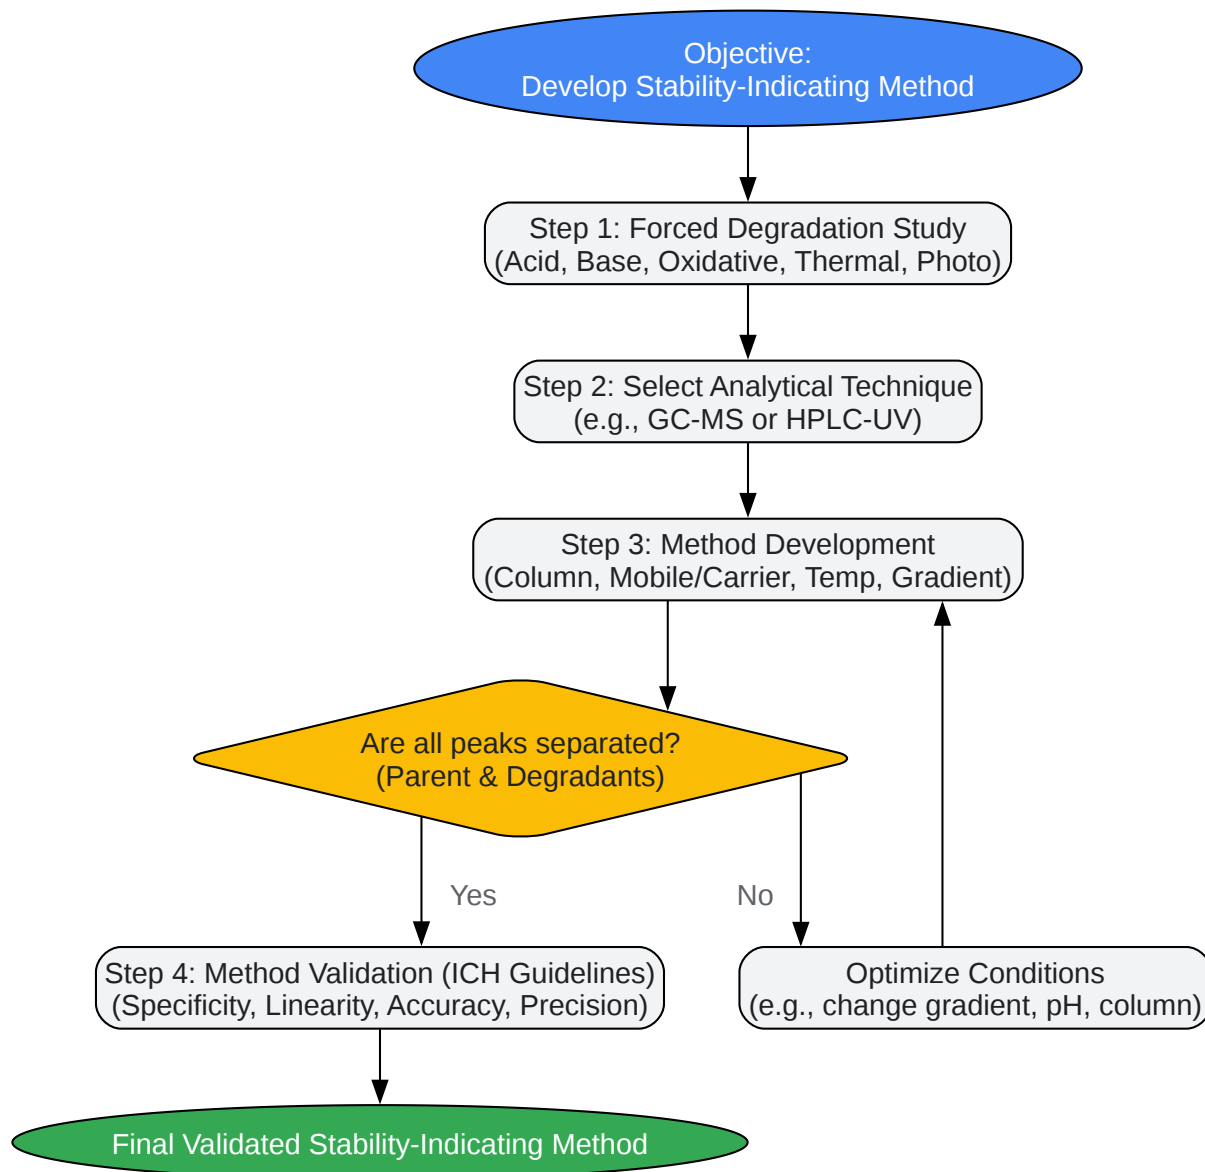 Objective:
Develop Stability-Indicating Method
Step 1: Forced Degradation Study
(Acid, Base, Oxidative, Thermal, Photo)
Step 2: Select Analytical Technique
(e.g., GC-MS or HPLC-UV)
Step 3: Method Development
(Column, Mobile/Carrier, Temp, Gradient)
Are all peaks separated?
(Parent & Degradants)
Yes
No
Step 4: Method Validation (ICH Guidelines)
(Specificity, Linearity, Accuracy, Precision)
Optimize Conditions
(e.g., change gradient, pH, column)
Final Validated Stability-Indicating Method